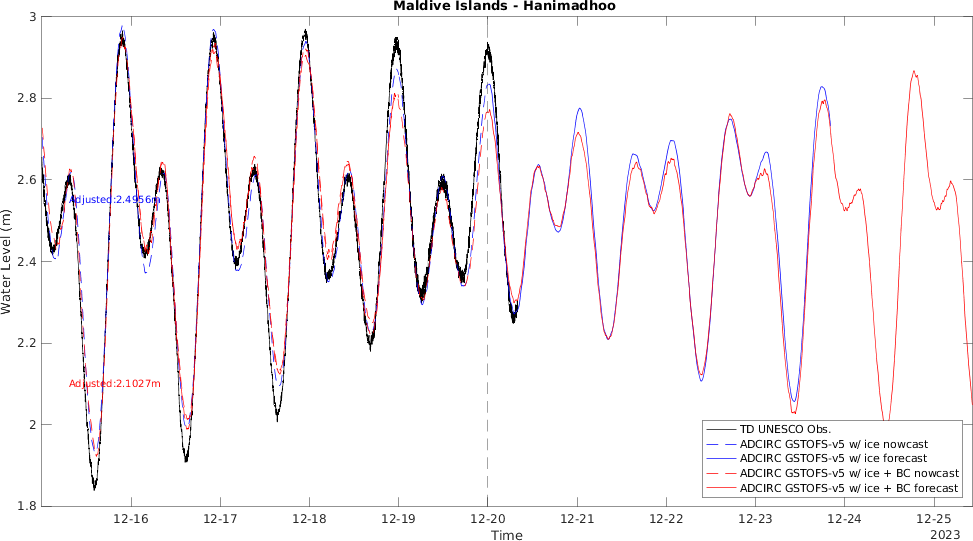 Maldive Islands - Hanimadhoo
3
2.8
2.6
2.4
2.2
2
1.8
Water Level (m)
Adjusted:2.4956m
Adjusted:2.1027m
TD UNESCO Obs.
ADCIRC GSTOFS-v5 w/ ice nowcast
ADCIRC GSTOFS-v5 w/ ice forecast
ADCIRC GSTOFS-v5 w/ ice + BC nowcast
ADCIRC GSTOFS-v5 w/ ice + BC forecast
12-16 12-17 12-18 12-19 12-20 12-21 12-22 12-23 12-24 12-25
2023
Time